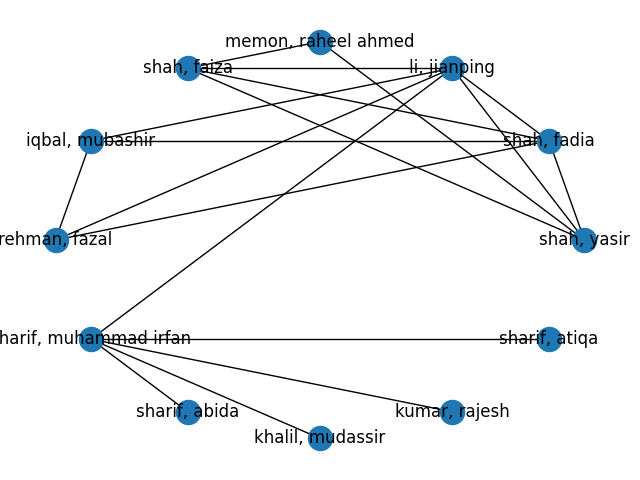 memon, raheel ahmed
shah, faiza
li, jianping
iqbal, mubashir
shah, fadia
rehman, fazal
shah, yasir
harif, muhammad irfan
sharif, atiqa
sharif, abida
kumar, rajesh
khalil, mudassir